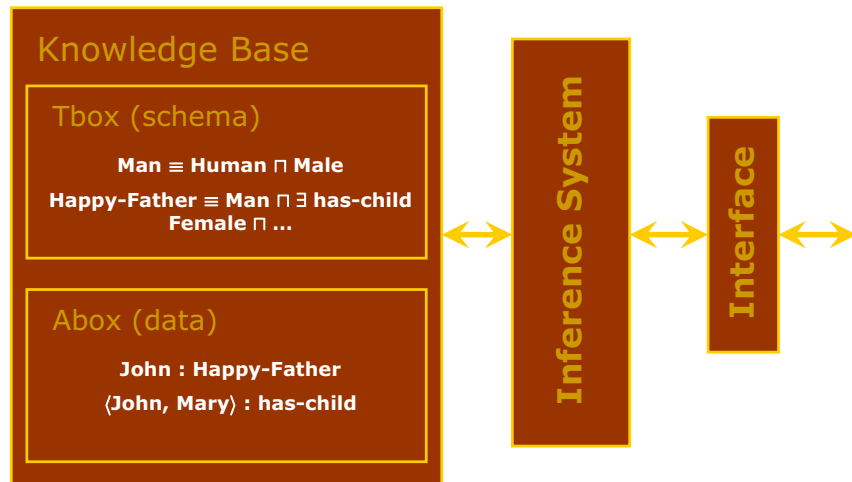 Knowledge Base
Tbox (schema)
Man ≡ Human ⊓ Male
Happy-Father ≡ Man ⊓ ∃ has-child
Female ⊓ ...
Abox (data)
John : Happy-Father
⟨John, Mary⟩ : has-child
Inference System
Interface